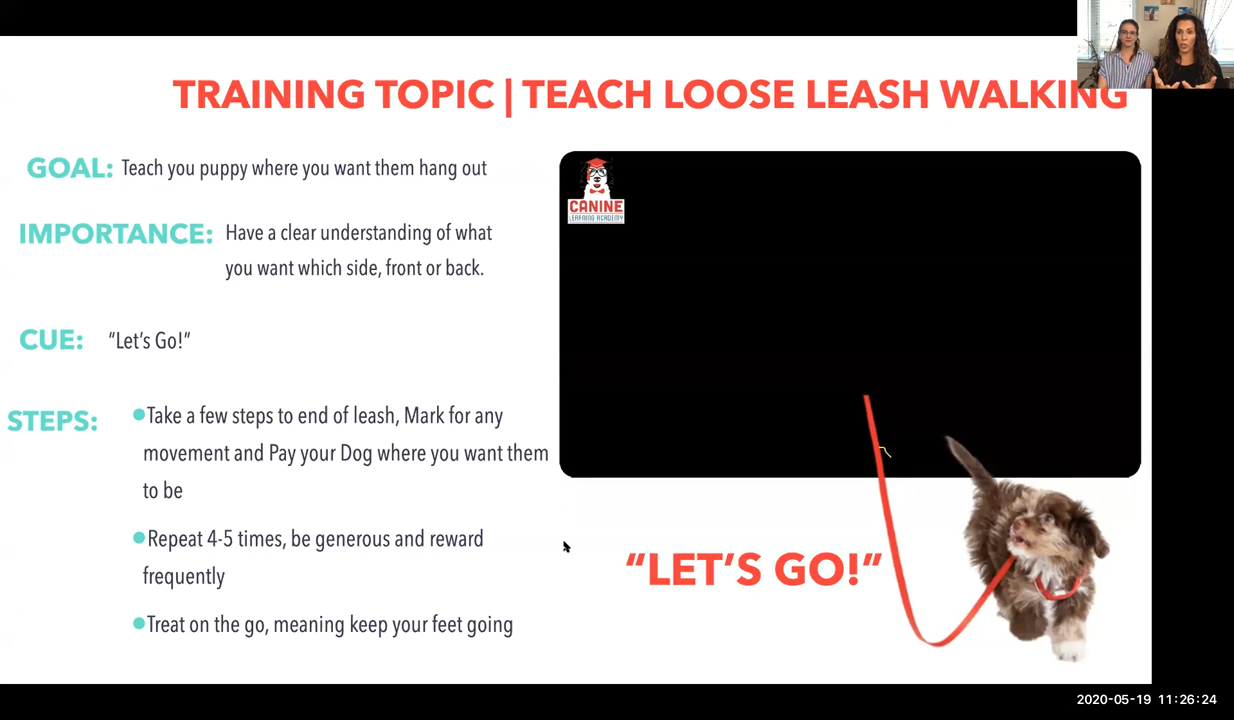 TRAINING TOPIC | TEACH LOOSE LEASH WALKING
GOAL: Teach you puppy where you want them hang out
IMPORTANCE: Have a clear understanding of what
you want which side, front or back.
CUE: “Let’s Go!”
STEPS: •Take a few steps to end of leash, Mark for any
movement and Pay your Dog where you want them
to be
•Repeat 4-5 times, be generous and reward
frequently
•Treat on the go, meaning keep your feet going
CANINE
LEARNING ACADEMY
“LET’S GO!”
2020-05-19 11:26:24